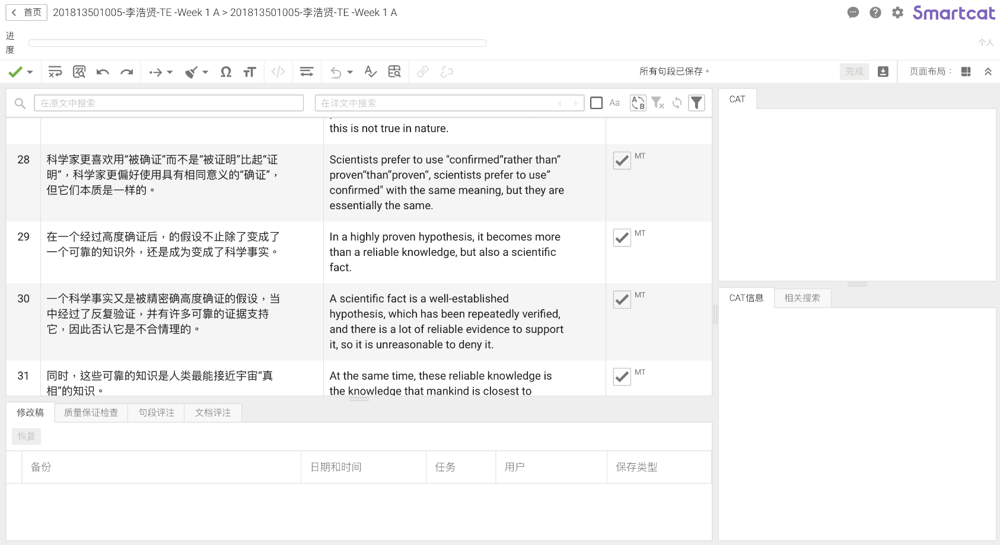 首页 201813501005-李浩贤-TE -Week 1 A > 201813501005-李浩贤-TE -Week 1 A
Smartcat
进
度
个人
所有句段已保存。
完成
页面布局：
在原文中搜索
在译文中搜索
Aa
CAT
this is not true in nature.
28
科学家更喜欢用“被确证”而不是“被证明”比起“证
明”，科学家更偏好使用具有相同意义的“确证”，
但它们本质是一样的。
Scientists prefer to use "confirmed“rather than”
proven“than”proven“, scientists prefer to use”
confirmed" with the same meaning, but they are
essentially the same.
MT
29
在一个经过高度确证后，的假设不止除了变成了
一个可靠的知识外，还是成为变成了科学事实。
In a highly proven hypothesis, it becomes more
than a reliable knowledge, but also a scientific
fact.
MT
30
一个科学事实又是被精密确高度确证的假设，当
中经过了反复验证，并有许多可靠的证据支持
它，因此否认它是不合情理的。
A scientific fact is a well-established
hypothesis, which has been repeatedly verified,
and there is a lot of reliable evidence to support
it, so it is unreasonable to deny it.
MT
31
同时，这些可靠的知识是人类最能接近宇宙“真
相”的知识。
At the same time, these reliable knowledge is
the knowledge that mankind is closest to
MT
CAT信息
相关搜索
修改稿
质量保证检查
句段评注
文档评注
恢复
备份
日期和时间
任务
用户
保存类型